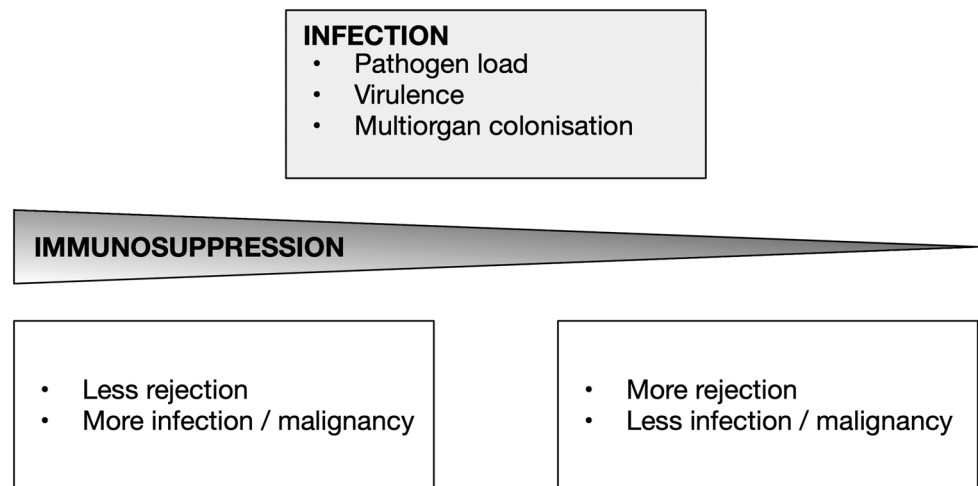 INFECTION
• Pathogen load
• Virulence
• Multiorgan colonisation
IMMUNOSUPPRESSION
• Less rejection
• More infection / malignancy
• More rejection
• Less infection / malignancy